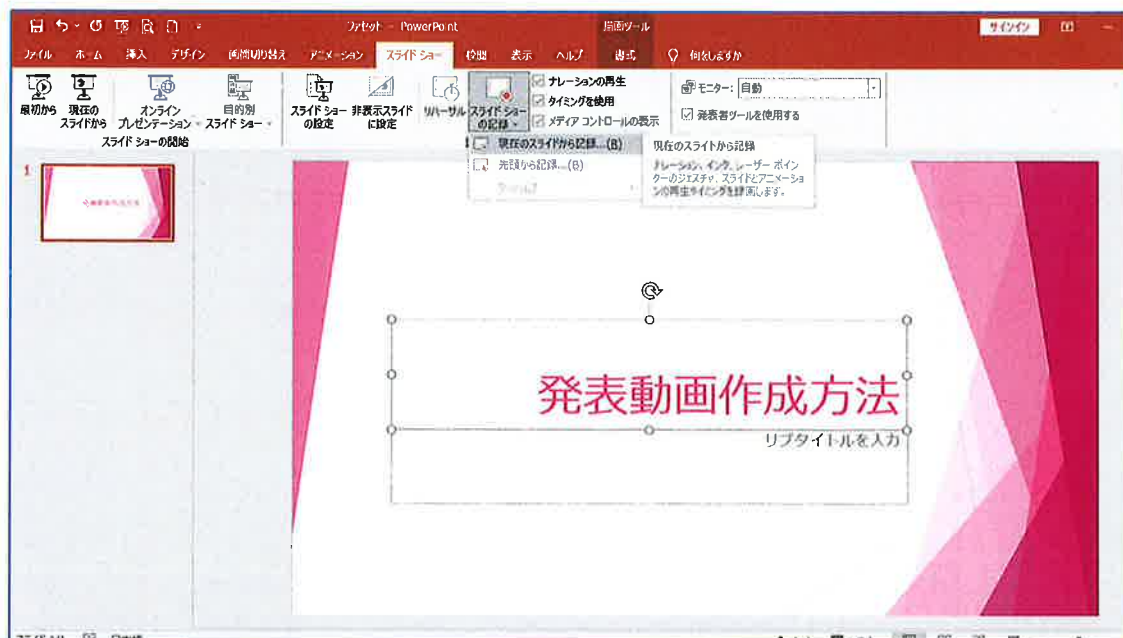 ファセット - PowerPoint
描画ツール
サインイン
ファイル ホーム 挿入 デザイン 画面切り替え アニメーション スライド ショー 校閲 表示 ヘルプ 書式 何をしますか
最初から 現在のスライドから オンライン プレゼンテーション 目的別 スライド ショー スライド ショーの設定 非表示スライドに設定 リハーサル スライド ショーの記録
ナレーションの再生
タイミングを使用
メディア コントロールの表示
モニター: 自動
発表者ツールを使用する
スライド ショーの開始
現在のスライドから記録...(B)
先頭から記録...(B)
現在のスライドから記録
ナレーション、インク、レーザー ポイン
ターのジェスチャ、スライドとアニメーショ
ンの再生タイミングを録画します。
1
発表動画作成方法
サブタイトルを入力